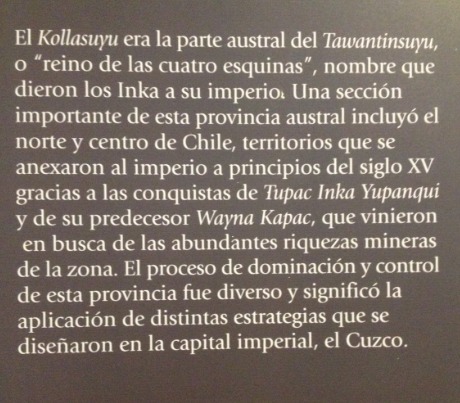 El Kollasuyu era la parte austral del Tawantinsuyu,
o “reino de las cuatro esquinas”, nombre que
dieron los Inka a su imperio. Una sección
importante de esta provincia austral incluyó el
norte y centro de Chile, territorios que se
anexaron al imperio a principios del siglo XV
gracias a las conquistas de Tupac Inka Yupanqui
y de su predecesor Wayna Kapac, que vinieron
en busca de las abundantes riquezas mineras
de la zona. El proceso de dominación y control
de esta provincia fue diverso y significó la
aplicación de distintas estrategias que se
diseñaron en la capital imperial, el Cuzco.